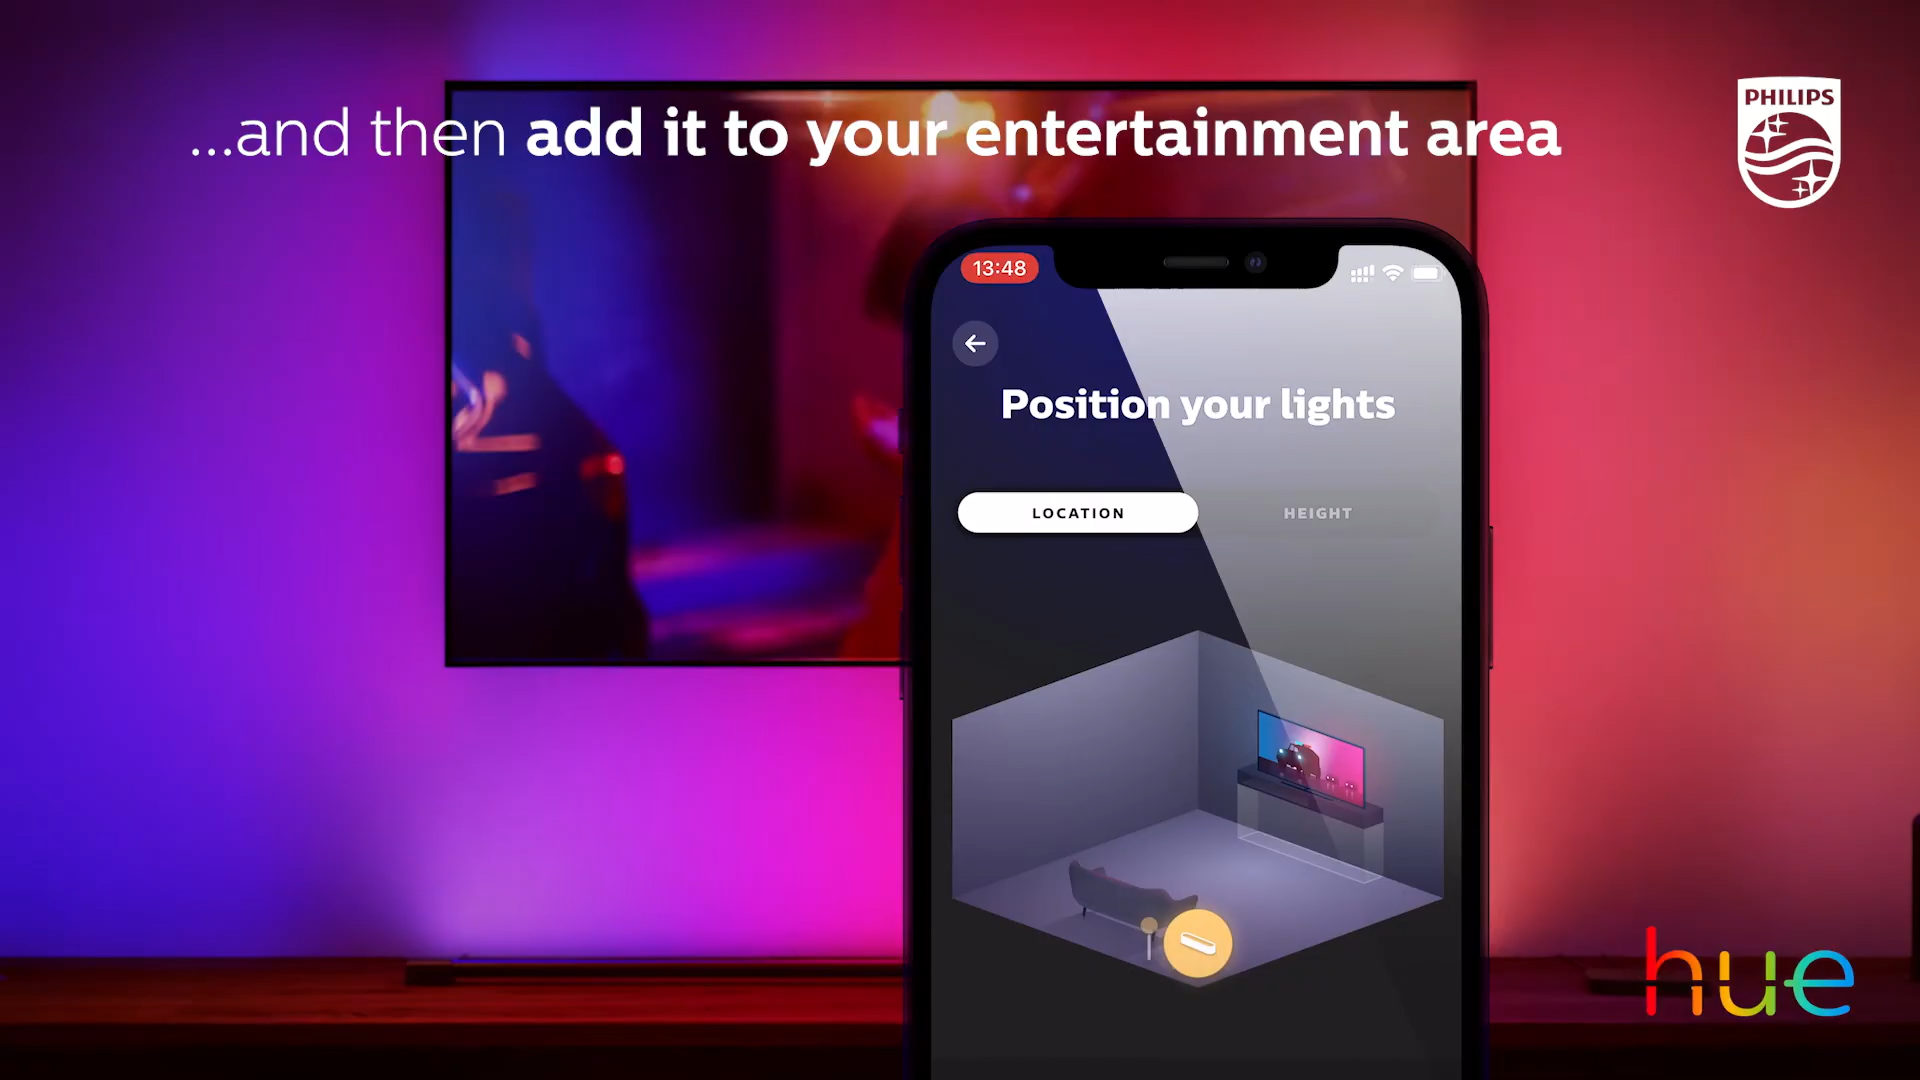 ...and then add it to your entertainment area
PHILIPS
13:48
Position your lights
LOCATION
HEIGHT
hue